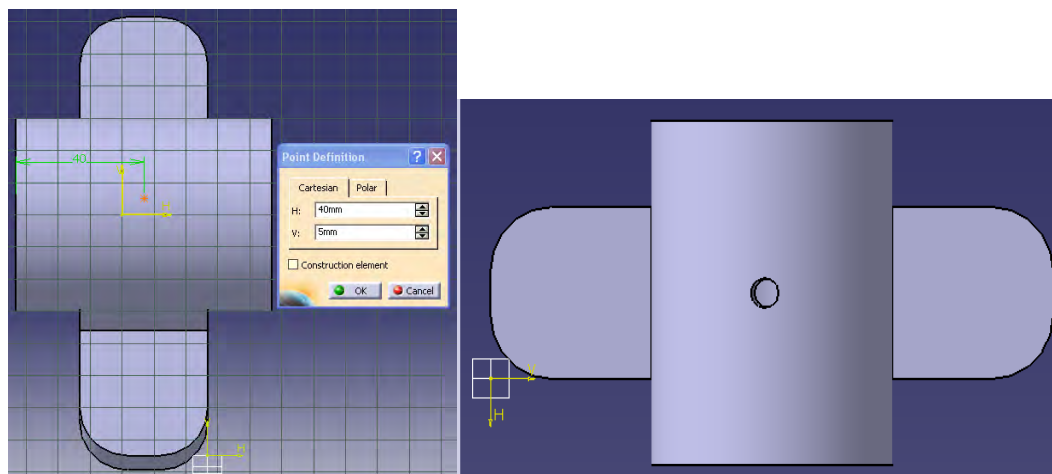 40
Point Definition
? X
Cartesian
Polar
H: 40mm
V: 5mm
Construction element
OK
Cancel
H
V
H